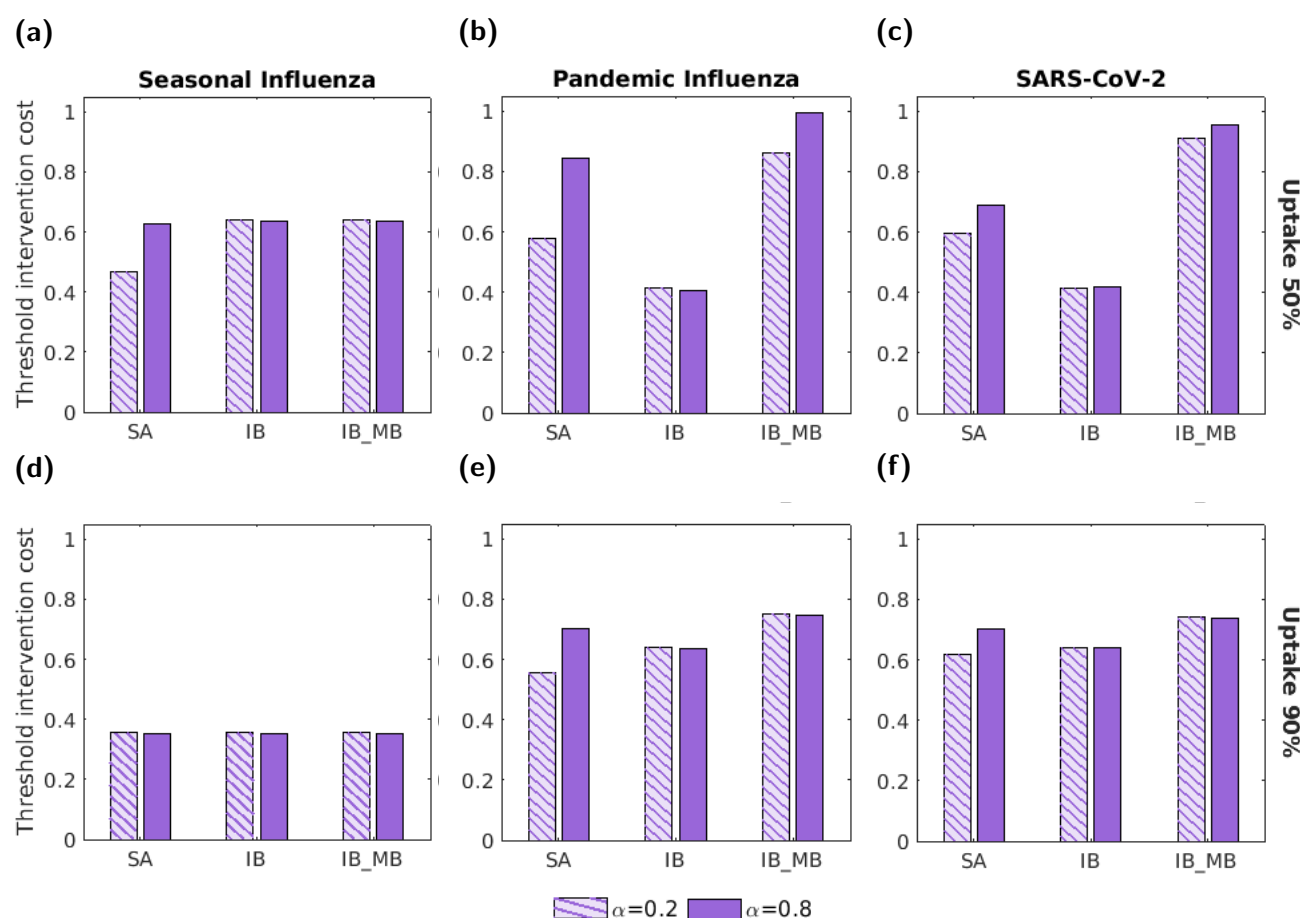 (a)
(b)
(c)
Seasonal Influenza
Pandemic Influenza
SARS-CoV-2
Threshold intervention cost
1
0.8
0.6
0.4
0.2
0
SA
IB
IB_MB
1
0.8
0.6
0.4
0.2
0
SA
IB
IB_MB
1
0.8
0.6
0.4
0.2
0
SA
IB
IB_MB
Uptake 50%
(d)
(e)
(f)
Threshold intervention cost
1
0.8
0.6
0.4
0.2
0
SA
IB
IB_MB
1
0.8
0.6
0.4
0.2
0
SA
IB
IB_MB
1
0.8
0.6
0.4
0.2
0
SA
IB
IB_MB
Uptake 90%
α=0.2
α=0.8